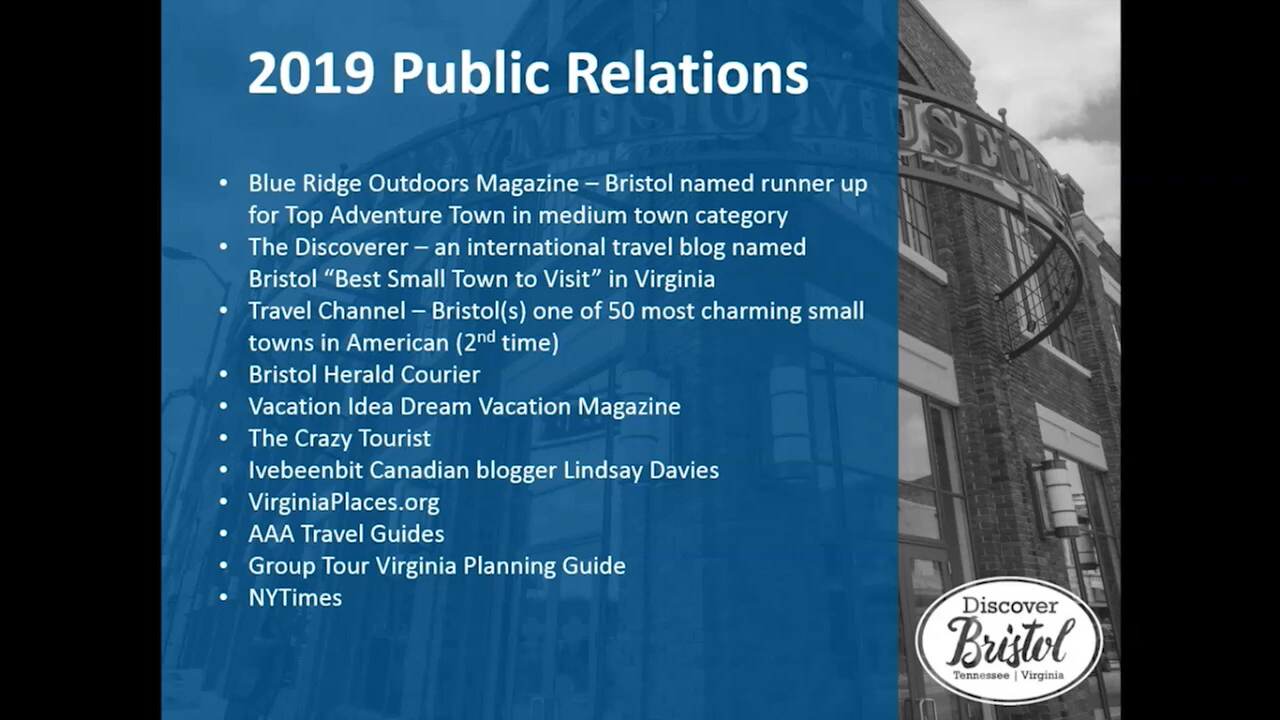 2019 Public Relations
• Blue Ridge Outdoors Magazine – Bristol named runner up
for Top Adventure Town in medium town category
• The Discoverer – an international travel blog named
Bristol “Best Small Town to Visit” in Virginia
• Travel Channel – Bristol(s) one of 50 most charming small
towns in American (2nd time)
• Bristol Herald Courier
• Vacation Idea Dream Vacation Magazine
• The Crazy Tourist
• Ivebeenbit Canadian blogger Lindsay Davies
• VirginiaPlaces.org
• AAA Travel Guides
• Group Tour Virginia Planning Guide
• NYTimes
MUSIC MUSEUM
Discover
Bristol
Tennessee | Virginia